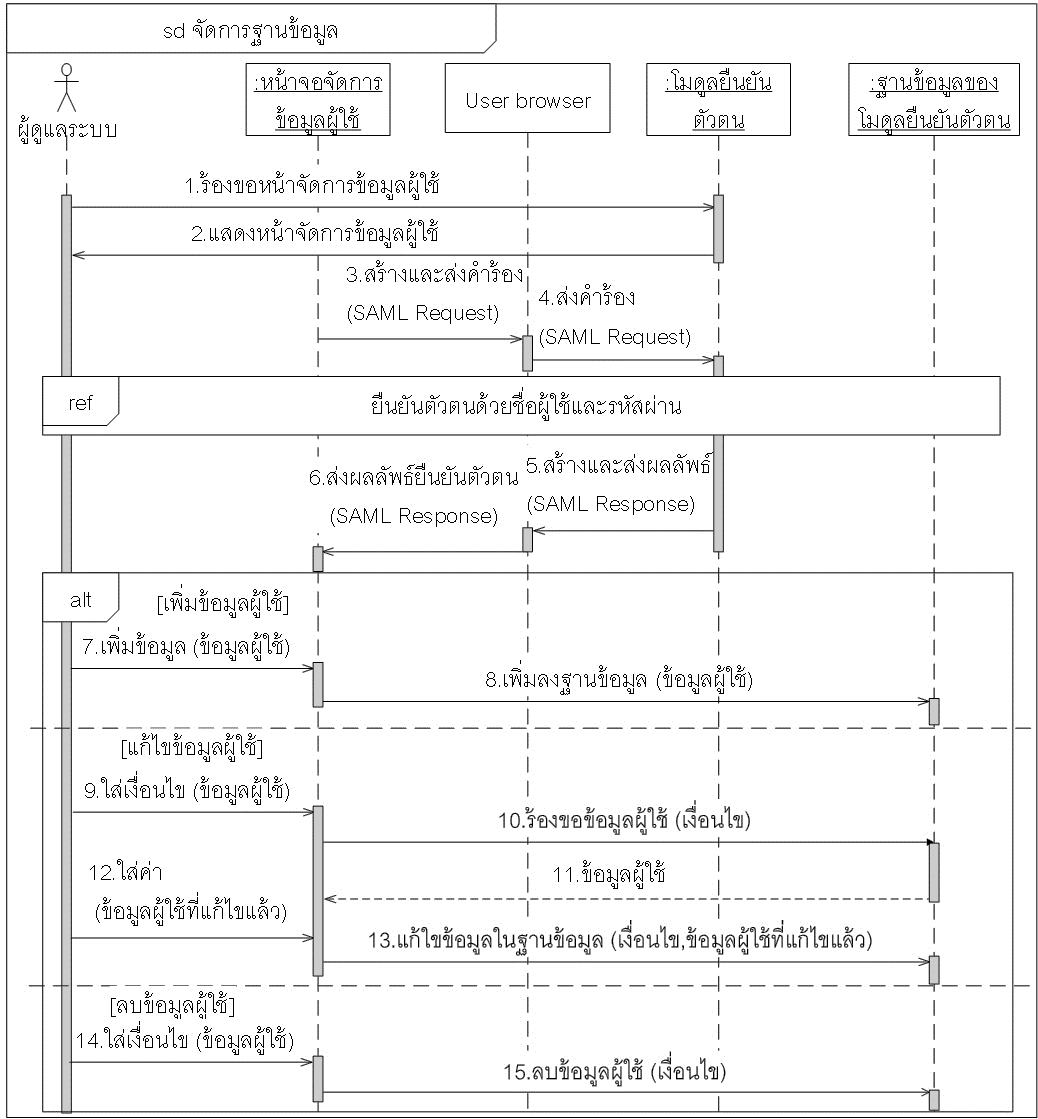 sd จัดการฐานข้อมูล
ผู้ดูแลระบบ
:หน้าจอจัดการ
ข้อมูลผู้ใช้
User browser
:โมดูลยืนยัน
ตัวตน
:ฐานข้อมูลของ
โมดูลยืนยันตัวตน
1.ร้องขอหน้าจัดการข้อมูลผู้ใช้
2.แสดงหน้าจัดการข้อมูลผู้ใช้
3.สร้างและส่งคำร้อง
(SAML Request)
4.ส่งคำร้อง
(SAML Request)
ref
ยืนยันตัวตนด้วยชื่อผู้ใช้และรหัสผ่าน
5.สร้างและส่งผลลัพธ์
(SAML Response)
6.ส่งผลลัพธ์ยืนยันตัวตน
(SAML Response)
alt
[เพิ่มข้อมูลผู้ใช้]
7.เพิ่มข้อมูล (ข้อมูลผู้ใช้)
8.เพิ่มลงฐานข้อมูล (ข้อมูลผู้ใช้)
[แก้ไขข้อมูลผู้ใช้]
9.ใส่เงื่อนไข (ข้อมูลผู้ใช้)
10.ร้องขอข้อมูลผู้ใช้ (เงื่อนไข)
11.ข้อมูลผู้ใช้
12.ใส่ค่า
(ข้อมูลผู้ใช้ที่แก้ไขแล้ว)
13.แก้ไขข้อมูลในฐานข้อมูล (เงื่อนไข,ข้อมูลผู้ใช้ที่แก้ไขแล้ว)
[ลบข้อมูลผู้ใช้]
14.ใส่เงื่อนไข (ข้อมูลผู้ใช้)
15.ลบข้อมูลผู้ใช้ (เงื่อนไข)